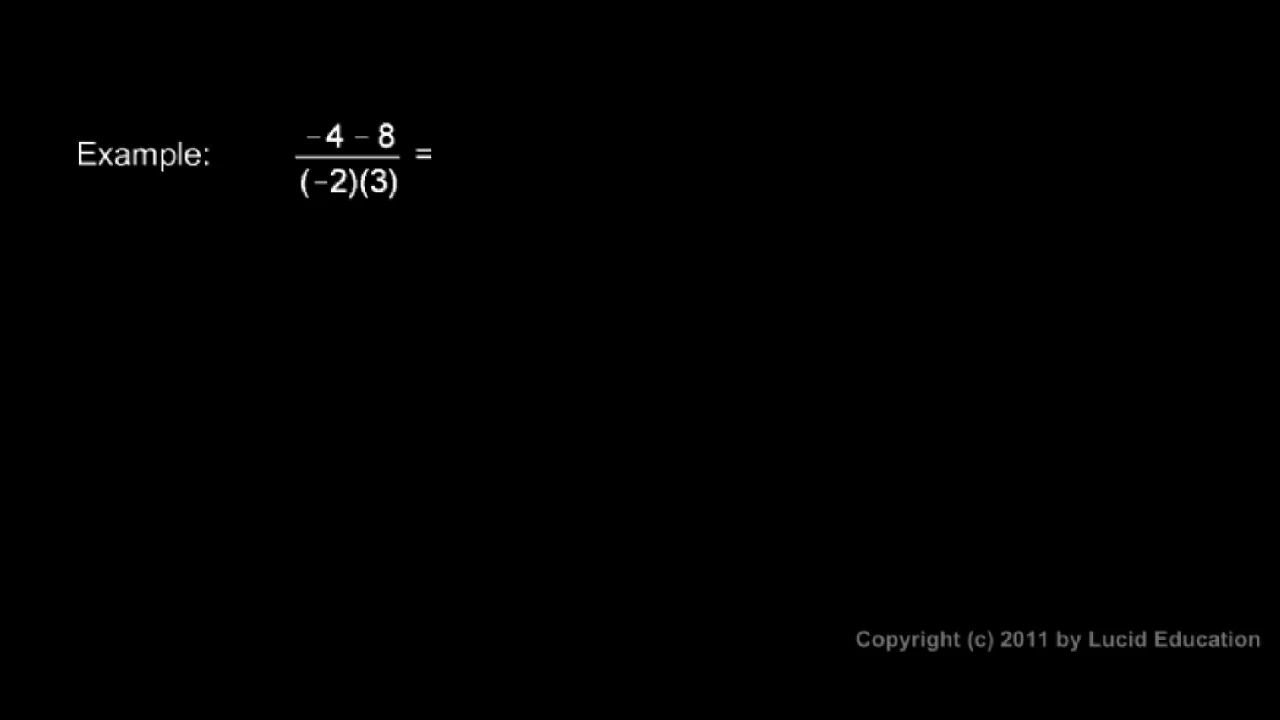 Example: −4 − 8
(−2)(3) =
Copyright (c) 2011 by Lucid Education